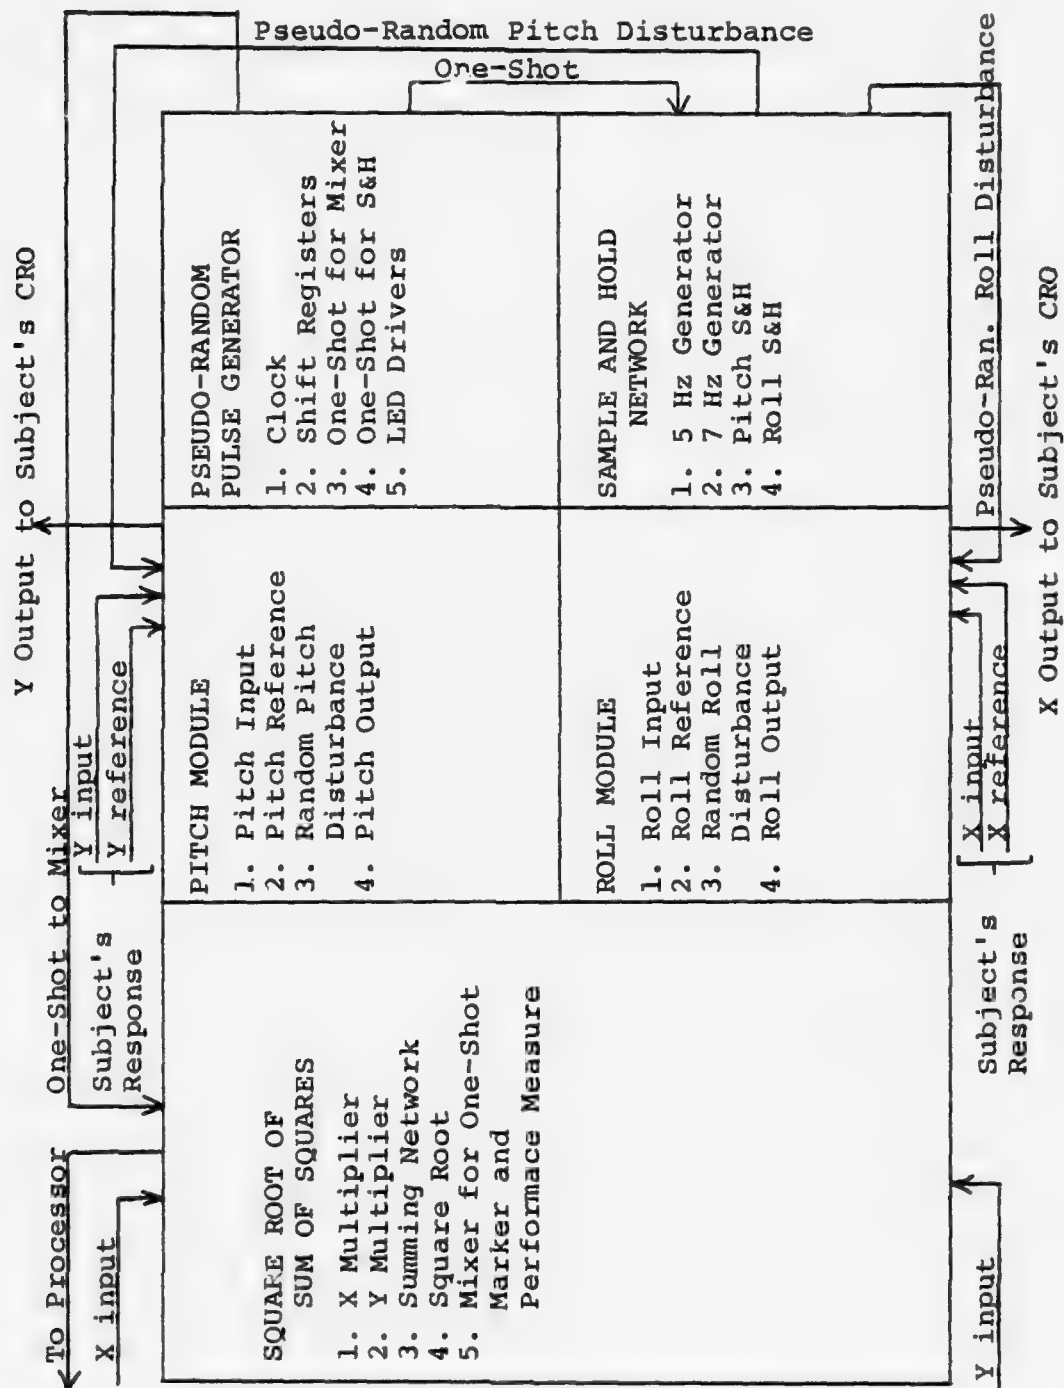 Y Output to Subject's CRO
To Processor
One-Shot to Mixer
X input
Subject's
Response
Y input
Y reference
Pseudo-Random Pitch Disturbance
One-Shot
SQUARE ROOT OF
SUM OF SQUARES
1. X Multiplier
2. Y Multiplier
3. Summing Network
4. Square Root
5. Mixer for One-Shot
Marker and
Performace Measure
PITCH MODULE
1. Pitch Input
2. Pitch Reference
3. Random Pitch
Disturbance
4. Pitch Output
PSEUDO-RANDOM
PULSE GENERATOR
1. Clock
2. Shift Registers
3. One-Shot for Mixer
4. One-Shot for S&H
5. LED Drivers
ROLL MODULE
1. Roll Input
2. Roll Reference
3. Random Roll
Disturbance
4. Roll Output
SAMPLE AND HOLD
NETWORK
1. 5 Hz Generator
2. 7 Hz Generator
3. Pitch S&H
4. Roll S&H
Y input
Subject's
Response
X input
X reference
Pseudo-Ran. Roll Disturbance
X Output to Subject's CRO